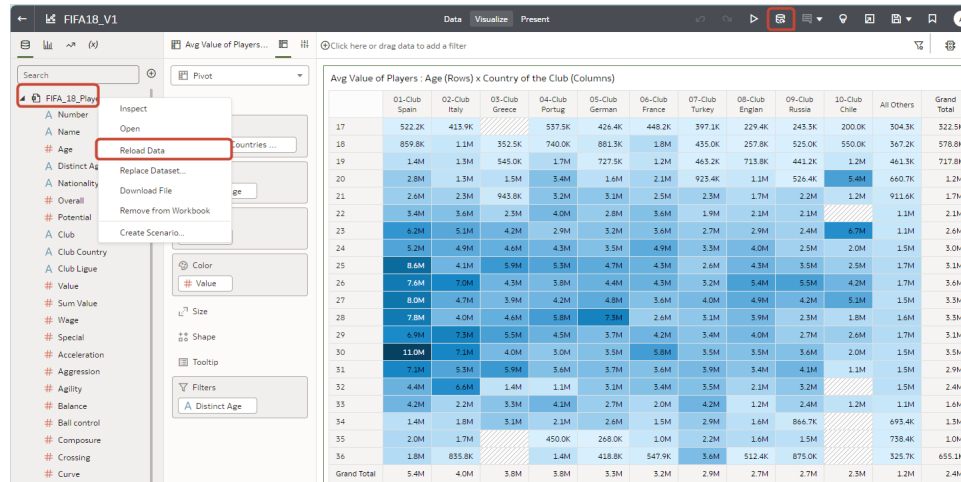 FIFA18_V1
Data Visualize Present
(x)
Avg Value of Players...
Click here or drag data to add a filter
Search
FIFA_18_Playe
Number
Name
Age
Distinct Ag
Nationality
Overall
Potential
Club
Club Country
Club Ligue
Value
Sum Value
Wage
Special
Acceleration
Aggression
Agility
Balance
Ball control
Composure
Crossing
Curve
Inspect
Open
Reload Data
Replace Dataset...
Download File
Remove from Workbook
Create Scenario...
Pivot
Countries ...
ge
Color
Value
Size
Shape
Tooltip
Filters
Distinct Age
Avg Value of Players : Age (Rows) x Country of the Club (Columns)
01-Club Spain 02-Club Italy 03-Club Greece 04-Club Portug 05-Club German 06-Club France 07-Club Turkey 08-Club Englan 09-Club Russia 10-Club Chile All Others Grand Total
17 522.2K 413.9K 537.5K 426.4K 448.2K 397.1K 229.4K 243.3K 200.0K 304.3K 322.5K
18 859.8K 1.1M 352.5K 740.0K 881.3K 1.8M 435.0K 257.8K 525.0K 550.0K 367.2K 578.8K
19 1.4M 1.3M 545.0K 1.7M 727.5K 1.2M 463.2K 713.8K 441.2K 1.2M 461.3K 717.8K
20 2.8M 1.3M 1.5M 3.4M 1.6M 2.1M 923.4K 1.1M 526.4K 5.4M 660.7K 1.2M
21 2.6M 2.3M 943.8K 3.2M 3.1M 2.5M 2.3M 1.7M 2.2M 1.2M 911.6K 1.7M
22 3.4M 3.6M 2.3M 4.0M 2.8M 3.6M 1.9M 2.1M 2.1M 1.1M 2.1M
23 6.2M 5.1M 4.2M 2.9M 3.2M 3.6M 2.7M 2.9M 2.4M 6.7M 1.1M 2.6M
24 5.2M 4.9M 4.6M 4.3M 3.5M 4.9M 3.3M 4.0M 2.5M 2.0M 1.5M 3.0M
25 8.6M 4.1M 5.9M 5.3M 4.7M 4.3M 2.6M 4.3M 3.5M 2.5M 1.7M 3.1M
26 7.6M 7.0M 4.3M 3.8M 4.4M 4.3M 3.2M 5.4M 5.5M 4.2M 1.7M 3.6M
27 8.0M 4.7M 3.9M 4.2M 4.8M 3.6M 4.0M 4.9M 4.2M 5.1M 1.5M 3.3M
28 7.8M 4.0M 4.6M 5.8M 7.3M 2.6M 3.1M 3.9M 2.3M 1.8M 1.6M 3.3M
29 6.9M 7.3M 5.5M 4.5M 3.7M 4.2M 3.4M 4.0M 2.7M 2.6M 1.7M 3.1M
30 11.0M 7.1M 4.0M 3.0M 3.5M 5.8M 3.5M 3.5M 3.6M 2.0M 1.5M 3.5M
31 7.1M 5.3M 5.9M 3.6M 3.7M 3.6M 3.9M 3.4M 4.1M 1.1M 1.5M 2.9M
32 4.4M 6.6M 1.4M 1.1M 3.1M 3.4M 3.5M 2.1M 3.2M 1.5M 2.4M
33 4.2M 2.2M 3.3M 4.1M 2.7M 2.0M 4.2M 1.2M 2.4M 1.2M 1.1M 1.6M
34 1.4M 1.8M 3.1M 2.1M 2.6M 1.5M 2.9M 1.6M 866.7K 693.4K 1.3M
35 2.0M 1.7M 450.0K 268.0K 1.0M 2.2M 1.6M 1.5M 738.4K 1.0M
36 1.8M 835.8K 1.4M 418.8K 547.9K 3.6M 512.4K 875.0K 325.7K 655.1K
Grand Total 5.4M 4.0M 3.8M 3.8M 3.3M 3.2M 2.9M 2.7M 2.7M 2.3M 1.2M 2.4M